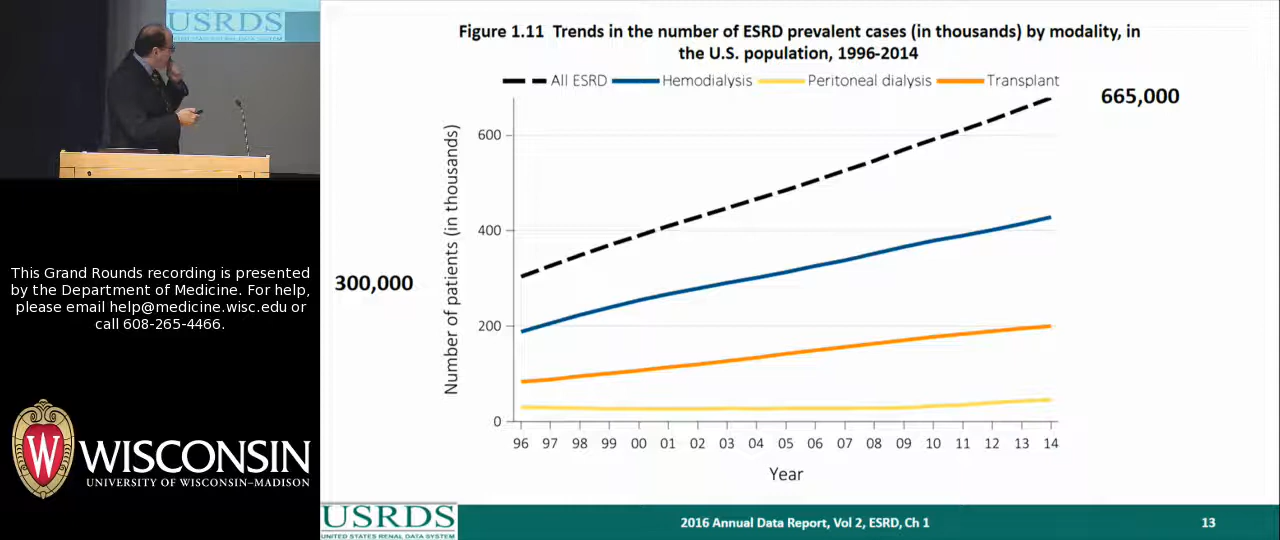 USRDS
This Grand Rounds recording is presented
by the Department of Medicine. For help,
please email help@medicine.wisc.edu or
call 608-265-4466.
W
WISCONSIN
UNIVERSITY OF WISCONSIN–MADISON
Figure 1.11 Trends in the number of ESRD prevalent cases (in thousands) by modality, in
the U.S. population, 1996-2014
All ESRD Hemodialysis Peritoneal dialysis Transplant
665,000
300,000
Number of patients (in thousands)
600
400
200
0
96 97 98 99 00 01 02 03 04 05 06 07 08 09 10 11 12 13 14
Year
USRDS
UNITED STATES RENAL DATA SYSTEM
2016 Annual Data Report, Vol 2, ESRD, Ch 1
13